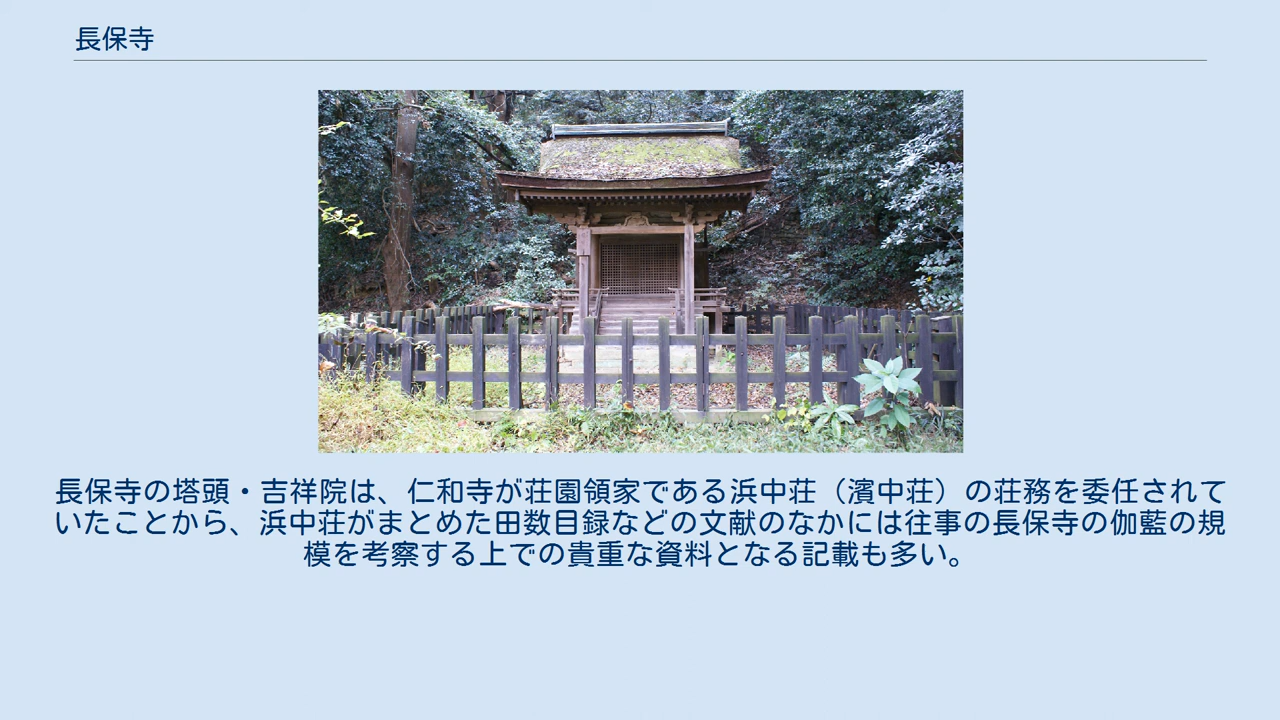 長保寺
長保寺の塔頭・吉祥院は、仁和寺が荘園領家である浜中荘（濱中荘）の荘務を委任されて
いたことから、浜中荘がまとめた田数目録などの文献のなかには往事の長保寺の伽藍の規
模を考察する上での貴重な資料となる記載も多い。